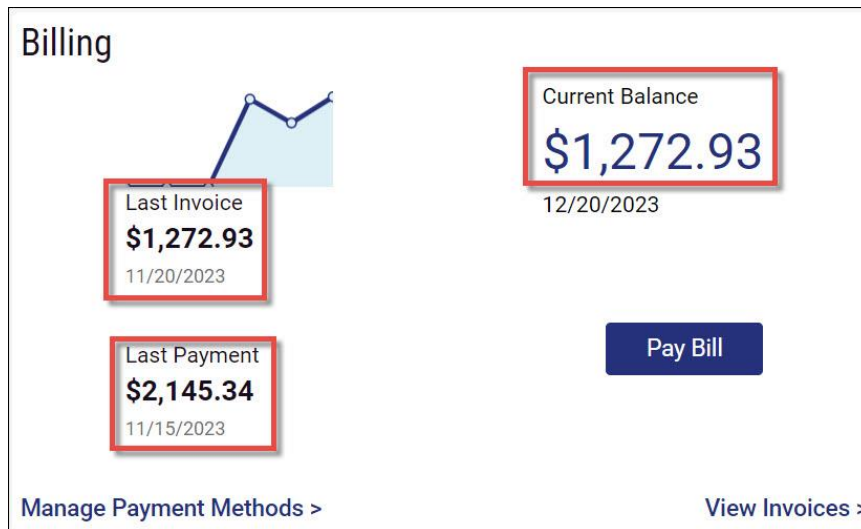 Billing
Current Balance
$1,272.93
12/20/2023
Last Invoice
$1,272.93
11/20/2023
Last Payment
$2,145.34
11/15/2023
Pay Bill
Manage Payment Methods >
View Invoices >